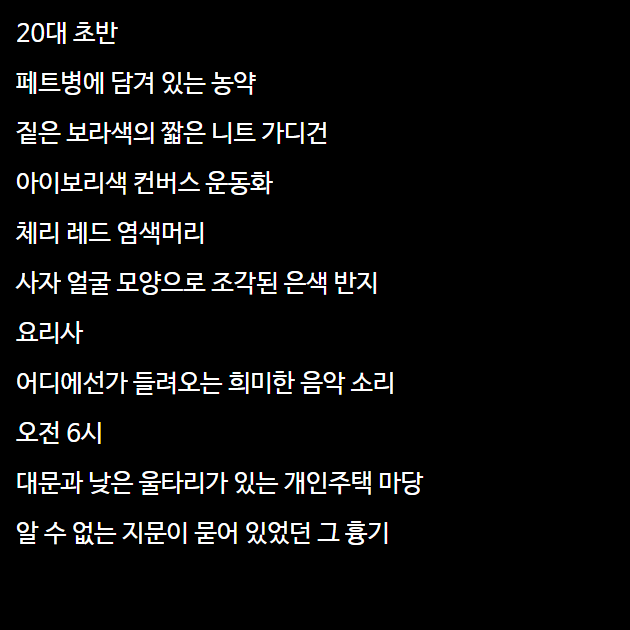 20대 초반
페트병에 담겨 있는 농약
짙은 보라색의 짧은 니트 가디건
아이보리색 컨버스 운동화
체리 레드 염색머리
사자 얼굴 모양으로 조각된 은색 반지
요리사
어디에선가 들려오는 희미한 음악 소리
오전 6시
대문과 낮은 울타리가 있는 개인주택 마당
알 수 없는 지문이 묻어 있었던 그 흉기